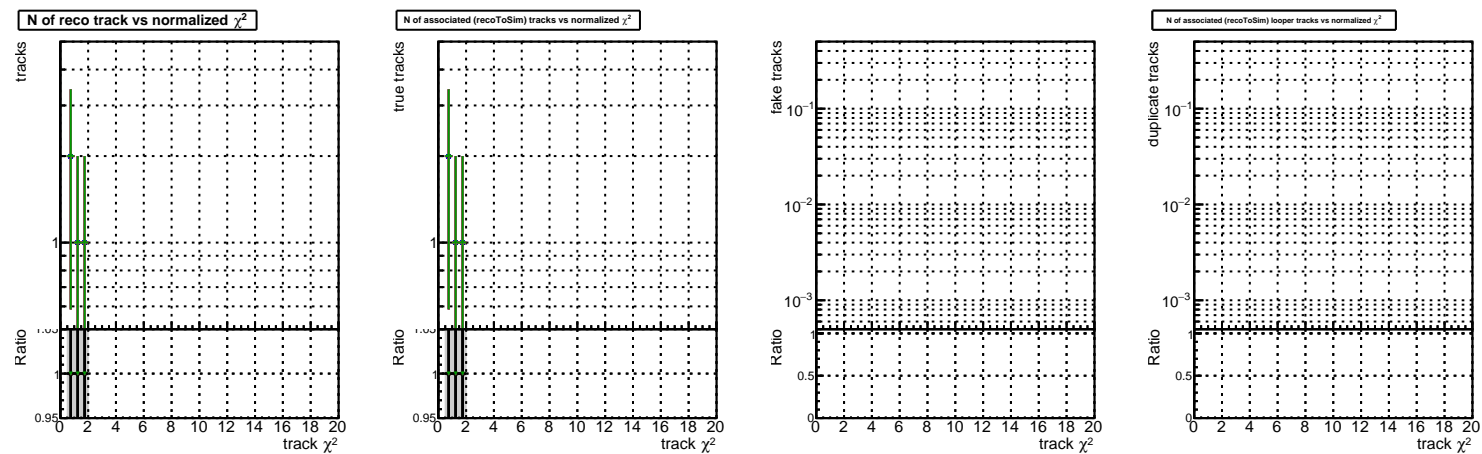 N of reco track vs normalized χ²
tracks
1
Ratio
1.05
1
0.95
0 2 4 6 8 10 12 14 16 18 20
track χ²
N of associated (recoToSim) tracks vs normalized χ²
true tracks
1
Ratio
1.05
1
0.95
0 2 4 6 8 10 12 14 16 18 20
track χ²
fake tracks
10⁻¹
10⁻²
10⁻³
Ratio
1
0.5
0
0 2 4 6 8 10 12 14 16 18 20
track χ²
N of associated (recoToSim) looper tracks vs normalized χ²
duplicate tracks
10⁻¹
10⁻²
10⁻³
Ratio
1
0.5
0
0 2 4 6 8 10 12 14 16 18 20
track χ²